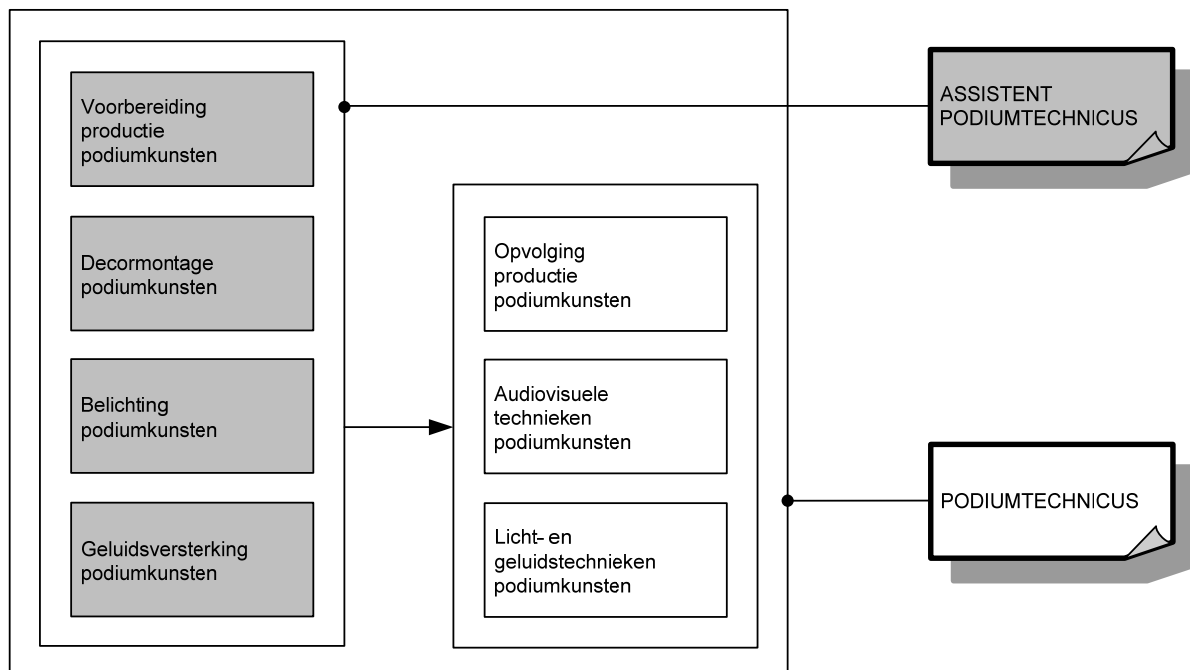 Voorbereiding
productie
podiumkunsten
Decormontage
podiumkunsten
Belichting
podiumkunsten
Geluidsversterking
podiumkunsten
Opvolging
productie
podiumkunsten
Audiovisuele
technieken
podiumkunsten
Licht- en
geluidstechnieken
podiumkunsten
ASSISTENT
PODIUMTECHNICUS
PODIUMTECHNICUS